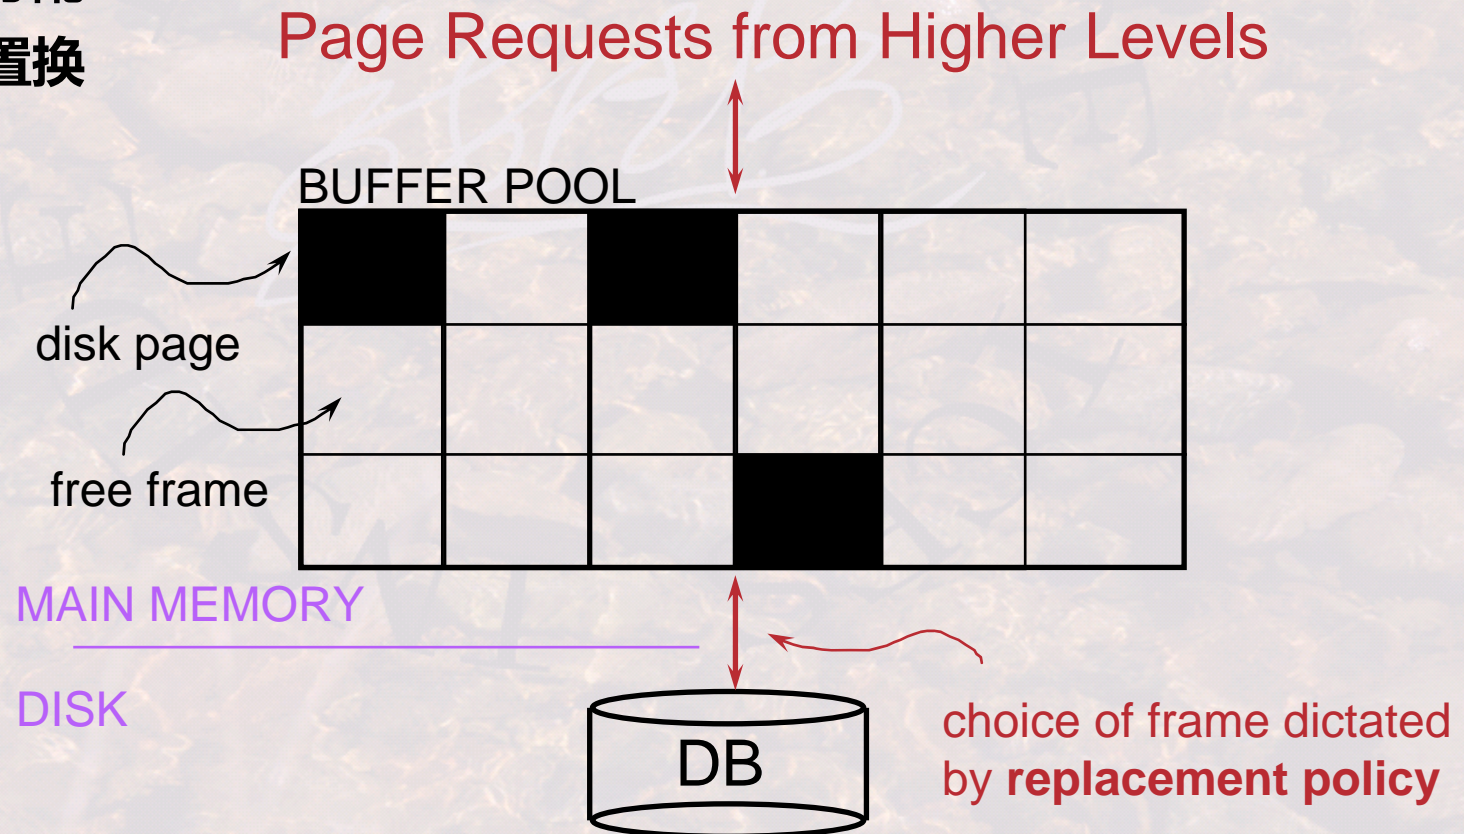 置换
Page Requests from Higher Levels
BUFFER POOL
disk page
free frame
MAIN MEMORY
DISK
DB
choice of frame dictated
by replacement policy